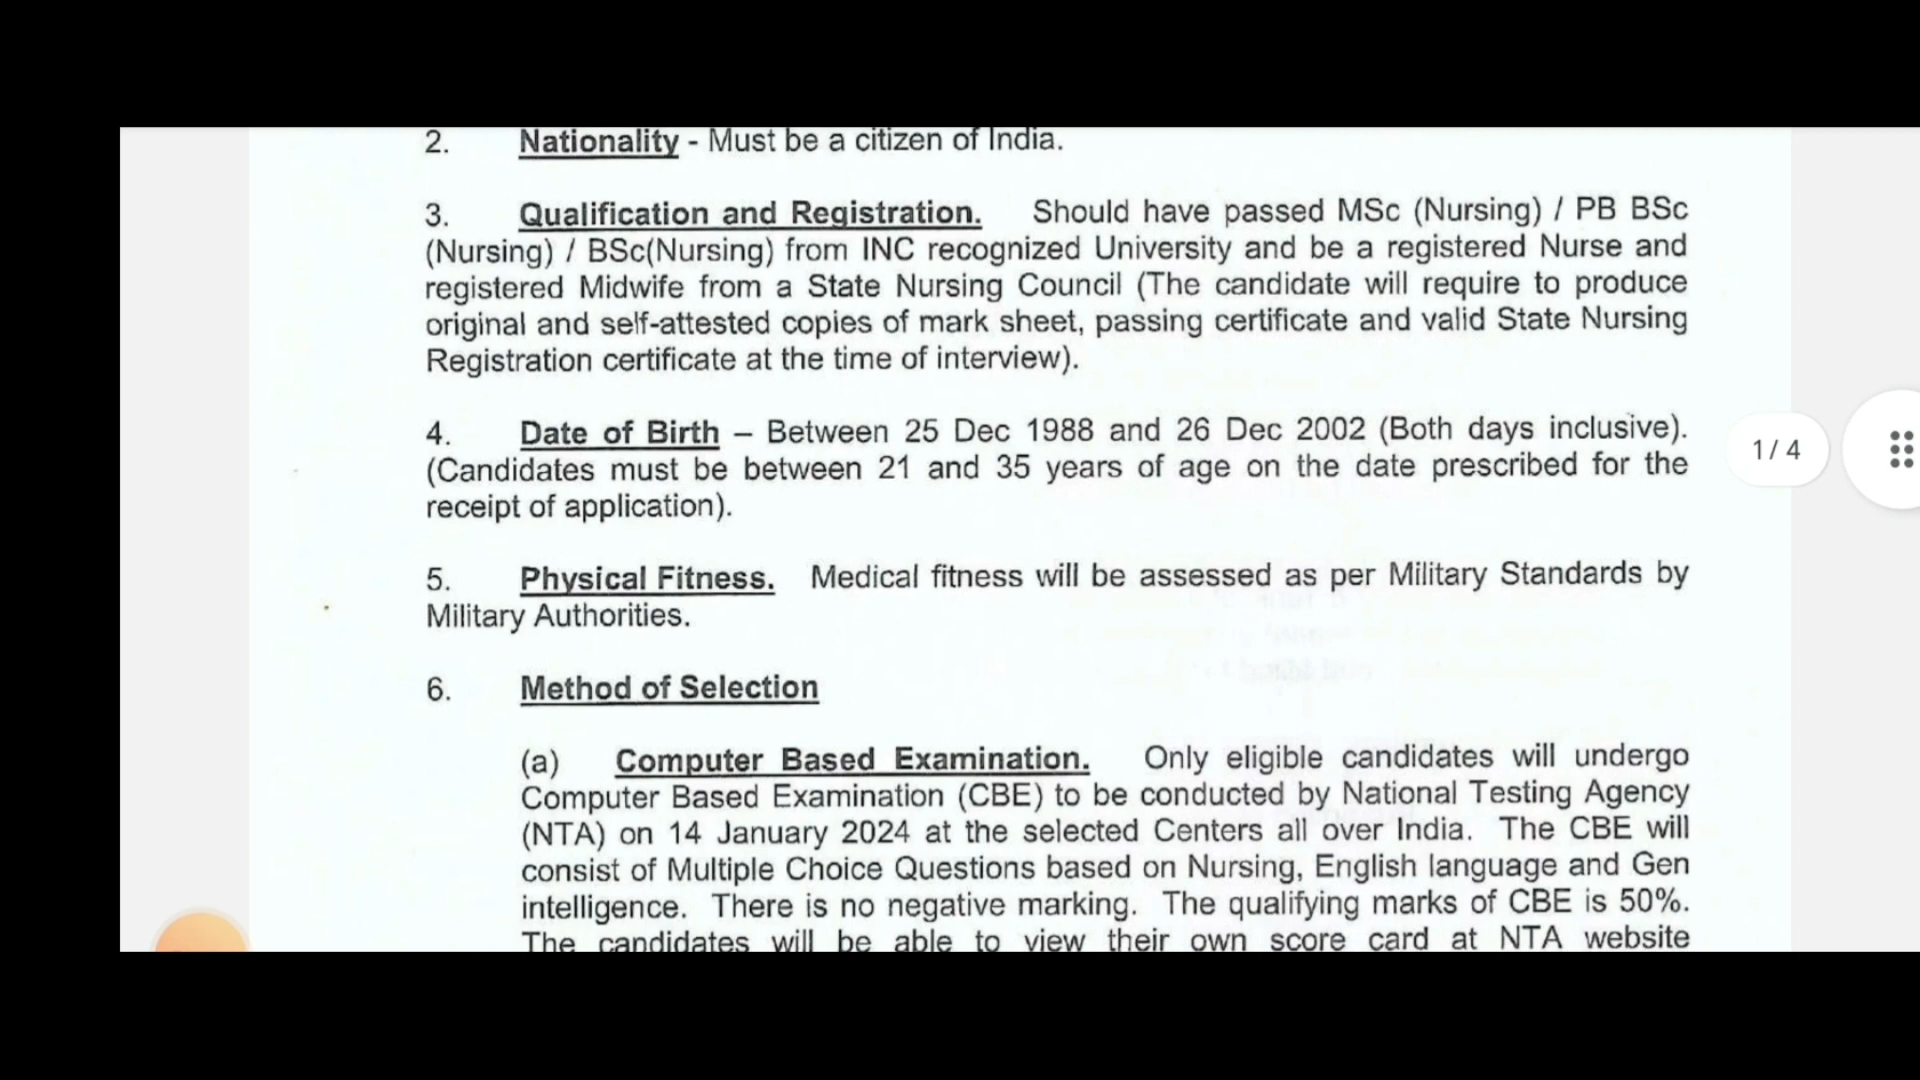 2. Nationality - Must be a citizen of India.
3. Qualification and Registration. Should have passed MSc (Nursing) / PB BSc
(Nursing) / BSc(Nursing) from INC recognized University and be a registered Nurse and
registered Midwife from a State Nursing Council (The candidate will require to produce
original and self-attested copies of mark sheet, passing certificate and valid State Nursing
Registration certificate at the time of interview).
4. Date of Birth – Between 25 Dec 1988 and 26 Dec 2002 (Both days inclusive).
(Candidates must be between 21 and 35 years of age on the date prescribed for the
receipt of application).
1 / 4
5. Physical Fitness. Medical fitness will be assessed as per Military Standards by
Military Authorities.
6. Method of Selection
(a) Computer Based Examination. Only eligible candidates will undergo
Computer Based Examination (CBE) to be conducted by National Testing Agency
(NTA) on 14 January 2024 at the selected Centers all over India. The CBE will
consist of Multiple Choice Questions based on Nursing, English language and Gen
intelligence. There is no negative marking. The qualifying marks of CBE is 50%.
The candidates will be able to view their own score card at NTA website